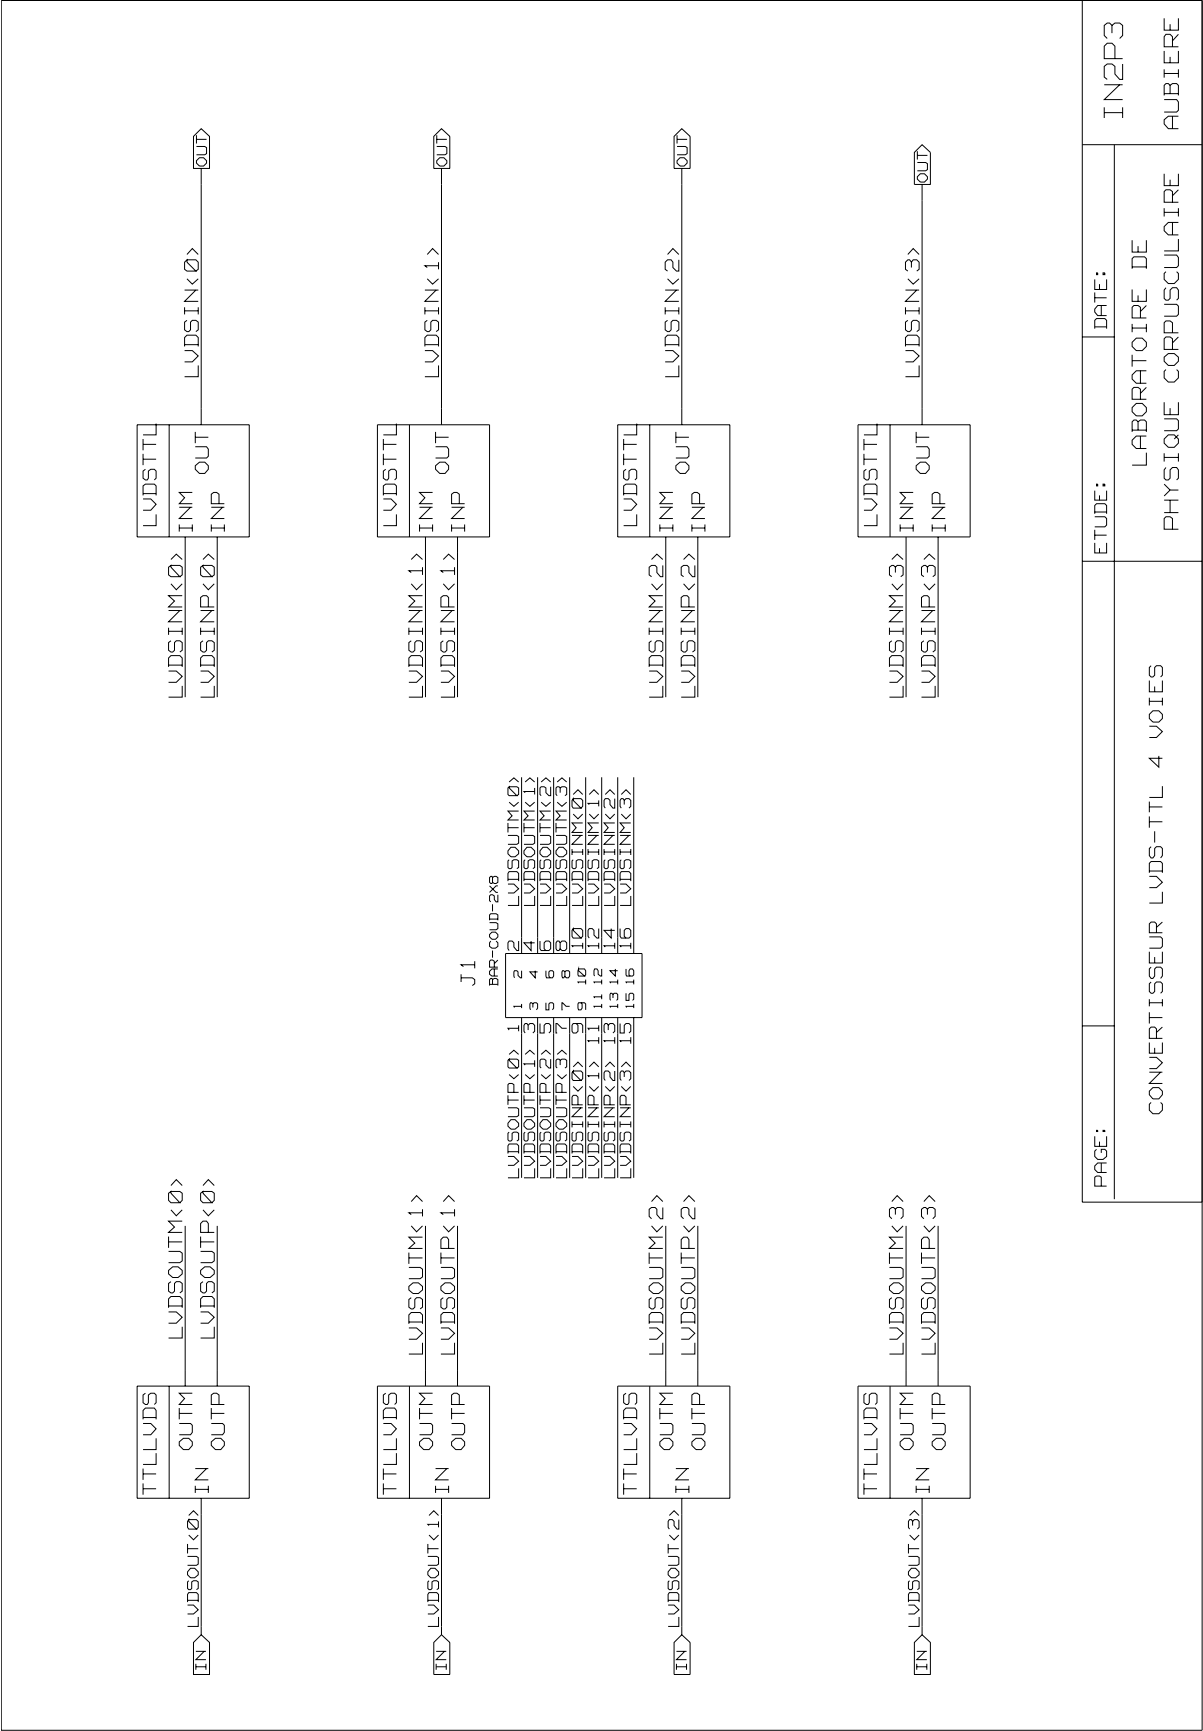 IN
LVDSOUT<0>
TTLLVDS
IN
OUTM
OUTP
LVDSOUTM<0>
LVDSOUTP<0>
LVDSINM<0>
LVDSINP<0>
LVDSTTL
INM
INP
OUT
LVDSIN<0>
OUT
IN
LVDSOUT<1>
TTLLVDS
IN
OUTM
OUTP
LVDSOUTM<1>
LVDSOUTP<1>
LVDSINM<1>
LVDSINP<1>
LVDSTTL
INM
INP
OUT
LVDSIN<1>
OUT
J1
BAR-COUD-2X8
LVDSOUTP<0> 1 1 2 2 LVDSOUTM<0>
LVDSOUTP<1> 3 3 4 4 LVDSOUTM<1>
LVDSOUTP<2> 5 5 6 6 LVDSOUTM<2>
LVDSOUTP<3> 7 7 8 8 LVDSOUTM<3>
LVDSINP<0> 9 9 10 10 LVDSINM<0>
LVDSINP<1> 11 11 12 12 LVDSINM<1>
LVDSINP<2> 13 13 14 14 LVDSINM<2>
LVDSINP<3> 15 15 16 16 LVDSINM<3>
IN
LVDSOUT<2>
TTLLVDS
IN
OUTM
OUTP
LVDSOUTM<2>
LVDSOUTP<2>
LVDSINM<2>
LVDSINP<2>
LVDSTTL
INM
INP
OUT
LVDSIN<2>
OUT
IN
LVDSOUT<3>
TTLLVDS
IN
OUTM
OUTP
LVDSOUTM<3>
LVDSOUTP<3>
LVDSINM<3>
LVDSINP<3>
LVDSTTL
INM
INP
OUT
LVDSIN<3>
OUT
PAGE:
ETUDE:
DATE:
CONVERTISSEUR LVDS-TTL 4 VOIES
LABORATOIRE DE
PHYSIQUE CORPUSCULAIRE
IN2P3
AUBIERE